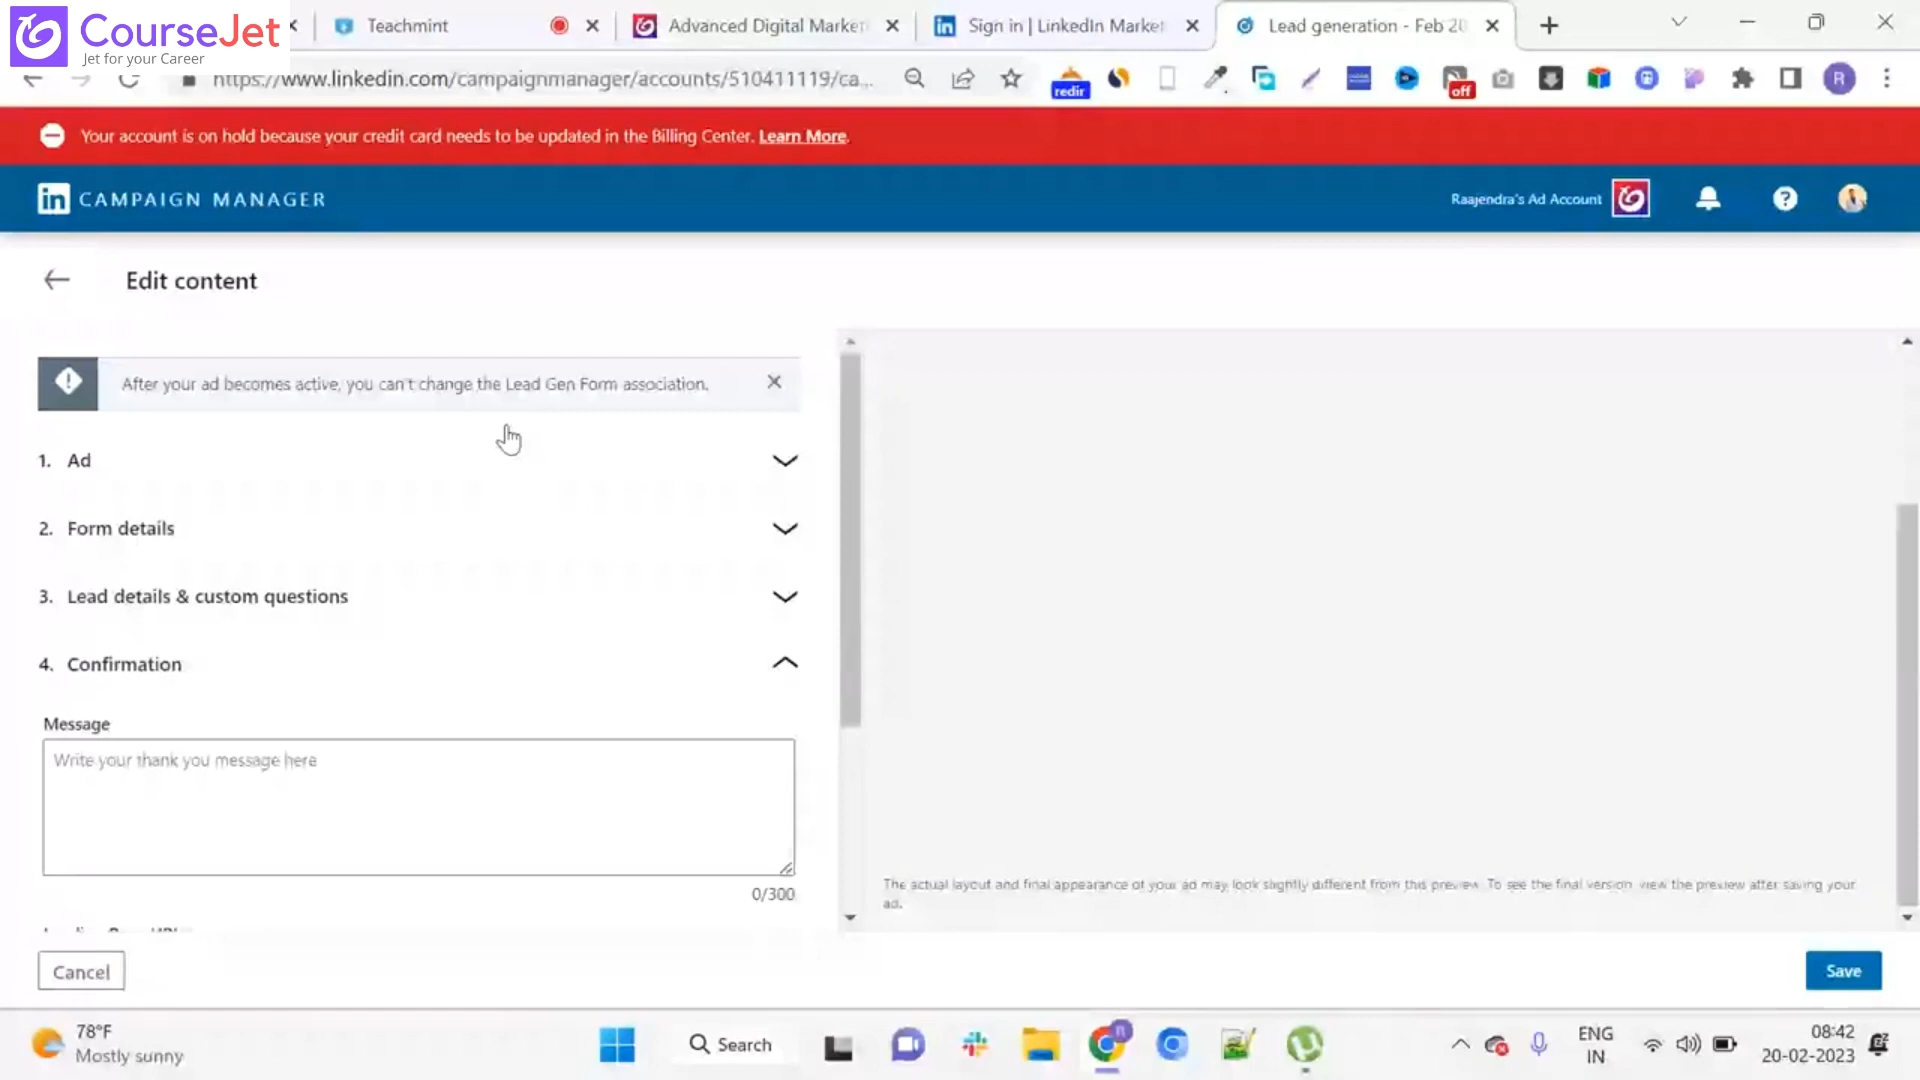 CourseJet
Jet for your Career
Teachmint
Advanced Digital Market
Sign in | LinkedIn Market
Lead generation - Feb 20
https://www.linkedin.com/campaignmanager/accounts/510411119/ca...
redir
off
R
Your account is on hold because your credit card needs to be updated in the Billing Center. Learn More.
in CAMPAIGN MANAGER
Raajendra's Ad Account
Edit content
After your ad becomes active, you can't change the Lead Gen Form association.
1. Ad
2. Form details
3. Lead details & custom questions
4. Confirmation
Message
Write your thank you message here
0/300
The actual layout and final appearance of your ad may look slightly different from this preview. To see the final version, view the preview after saving your
ad.
Cancel
Save
78°F
Mostly sunny
Search
ENG
IN
08:42
20-02-2023